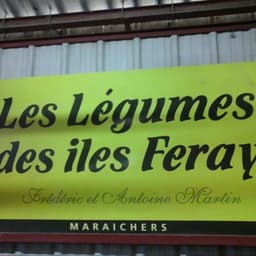 Les Légumes
des iles Feray
Frédéric et Antoine Martin
MARAICHERS